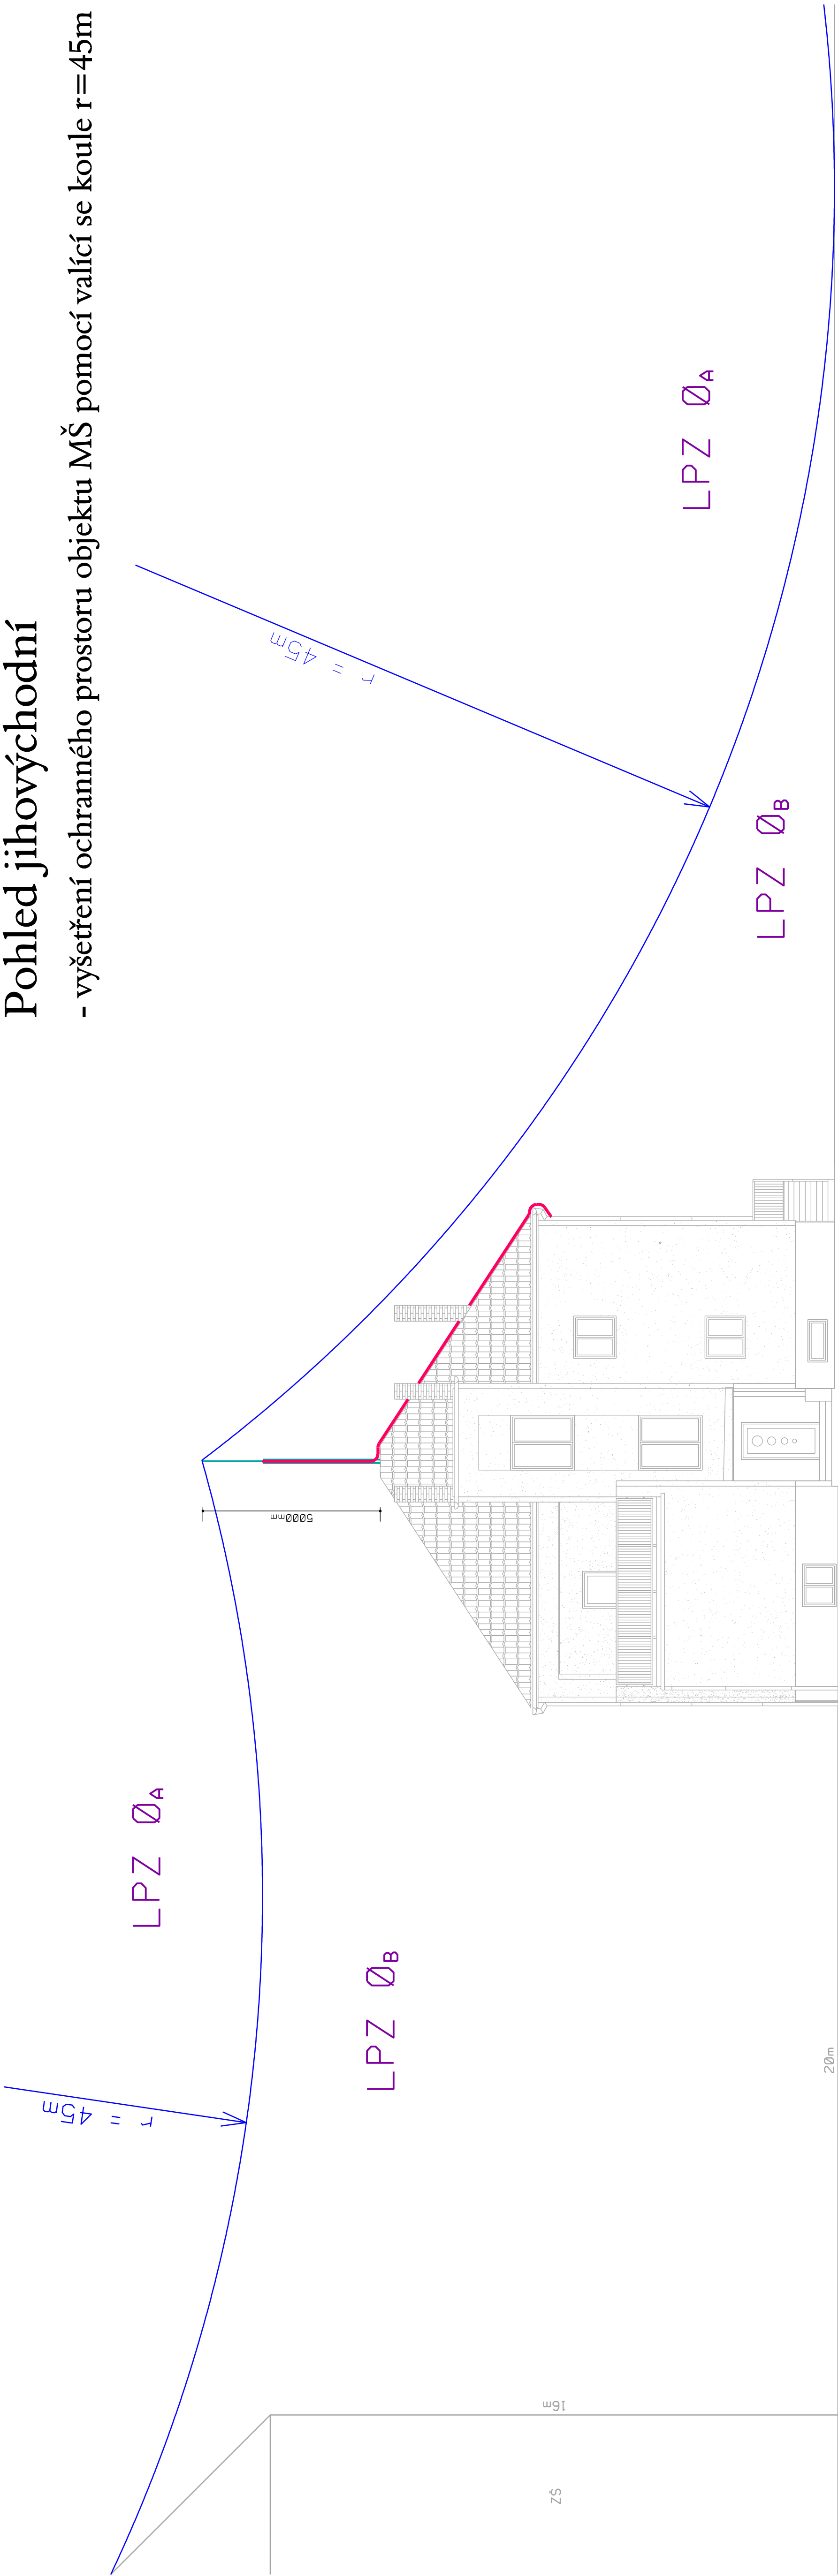 Pohled jihovýchodní
- vyšetření ochranného prostoru objektu MŠ pomocí valící se koule r=45m
r = 45m
LPZ 0A
LPZ 0B
r = 45m
LPZ 0A
LPZ 0B
5000mm
16m
ZŠ
20m